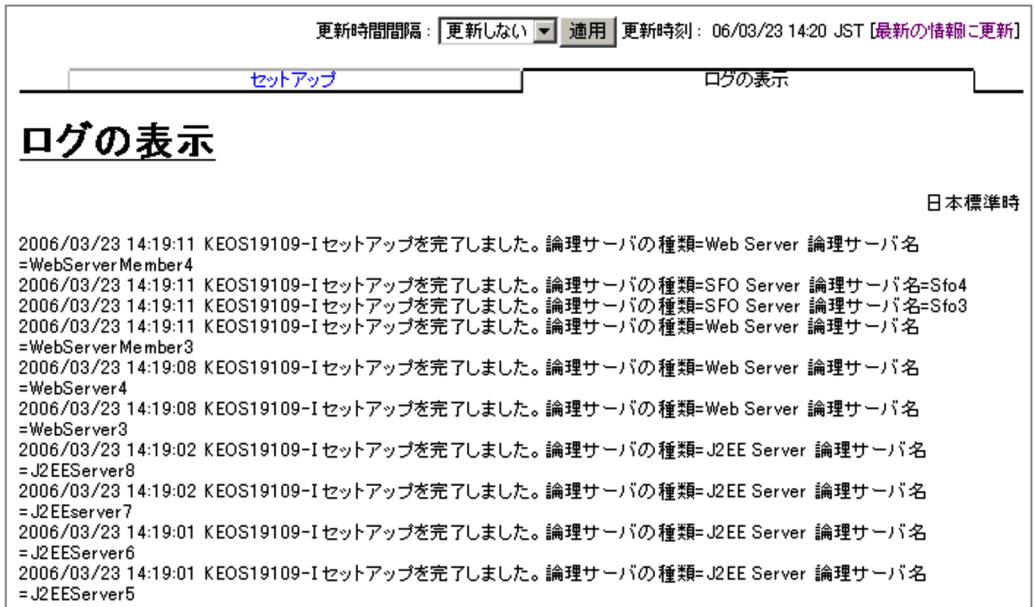 更新時間間隔： 更新しない 適用 更新時刻： 06/03/23 14:20 JST [最新の情報に更新]
セットアップ ログの表示
ログの表示
日本標準時
2006/03/23 14:19:11 KEOS19109-I セットアップを完了しました。論理サーバの種類=Web Server 論理サーバ名
=WebServerMember4
2006/03/23 14:19:11 KEOS19109-I セットアップを完了しました。論理サーバの種類=SFO Server 論理サーバ名=Sfo4
2006/03/23 14:19:11 KEOS19109-I セットアップを完了しました。論理サーバの種類=SFO Server 論理サーバ名=Sfo3
2006/03/23 14:19:11 KEOS19109-I セットアップを完了しました。論理サーバの種類=Web Server 論理サーバ名
=WebServerMember3
2006/03/23 14:19:08 KEOS19109-I セットアップを完了しました。論理サーバの種類=Web Server 論理サーバ名
=WebServer4
2006/03/23 14:19:08 KEOS19109-I セットアップを完了しました。論理サーバの種類=Web Server 論理サーバ名
=WebServer3
2006/03/23 14:19:02 KEOS19109-I セットアップを完了しました。論理サーバの種類=J2EE Server 論理サーバ名
=J2EEServer8
2006/03/23 14:19:02 KEOS19109-I セットアップを完了しました。論理サーバの種類=J2EE Server 論理サーバ名
=J2EEserver7
2006/03/23 14:19:01 KEOS19109-I セットアップを完了しました。論理サーバの種類=J2EE Server 論理サーバ名
=J2EEServer6
2006/03/23 14:19:01 KEOS19109-I セットアップを完了しました。論理サーバの種類=J2EE Server 論理サーバ名
=J2EEServer5